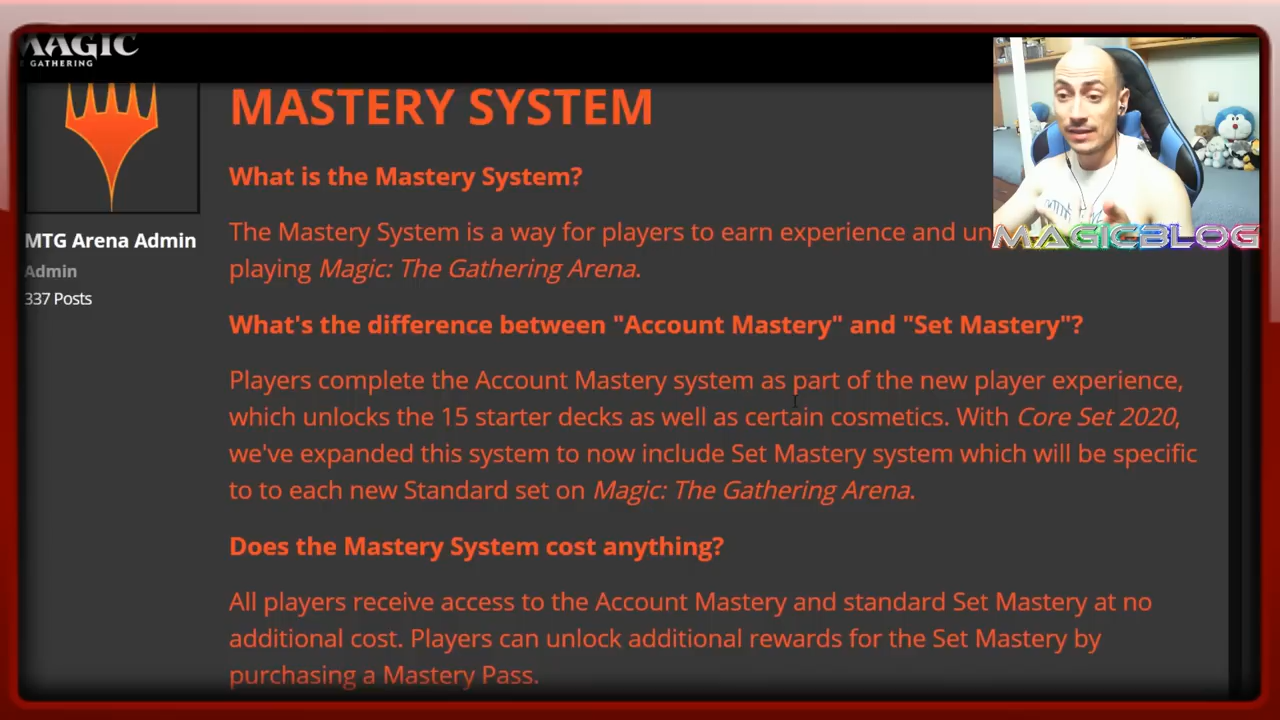 MAGIC
E GATHERING
MASTERY SYSTEM
What is the Mastery System?
The Mastery System is a way for players to earn experience and un
playing Magic: The Gathering Arena.
MTG Arena Admin
Admin
337 Posts
What's the difference between "Account Mastery" and "Set Mastery"?
Players complete the Account Mastery system as part of the new player experience,
which unlocks the 15 starter decks as well as certain cosmetics. With Core Set 2020,
we've expanded this system to now include Set Mastery system which will be specific
to to each new Standard set on Magic: The Gathering Arena.
Does the Mastery System cost anything?
All players receive access to the Account Mastery and standard Set Mastery at no
additional cost. Players can unlock additional rewards for the Set Mastery by
purchasing a Mastery Pass.
MAGICBLOG